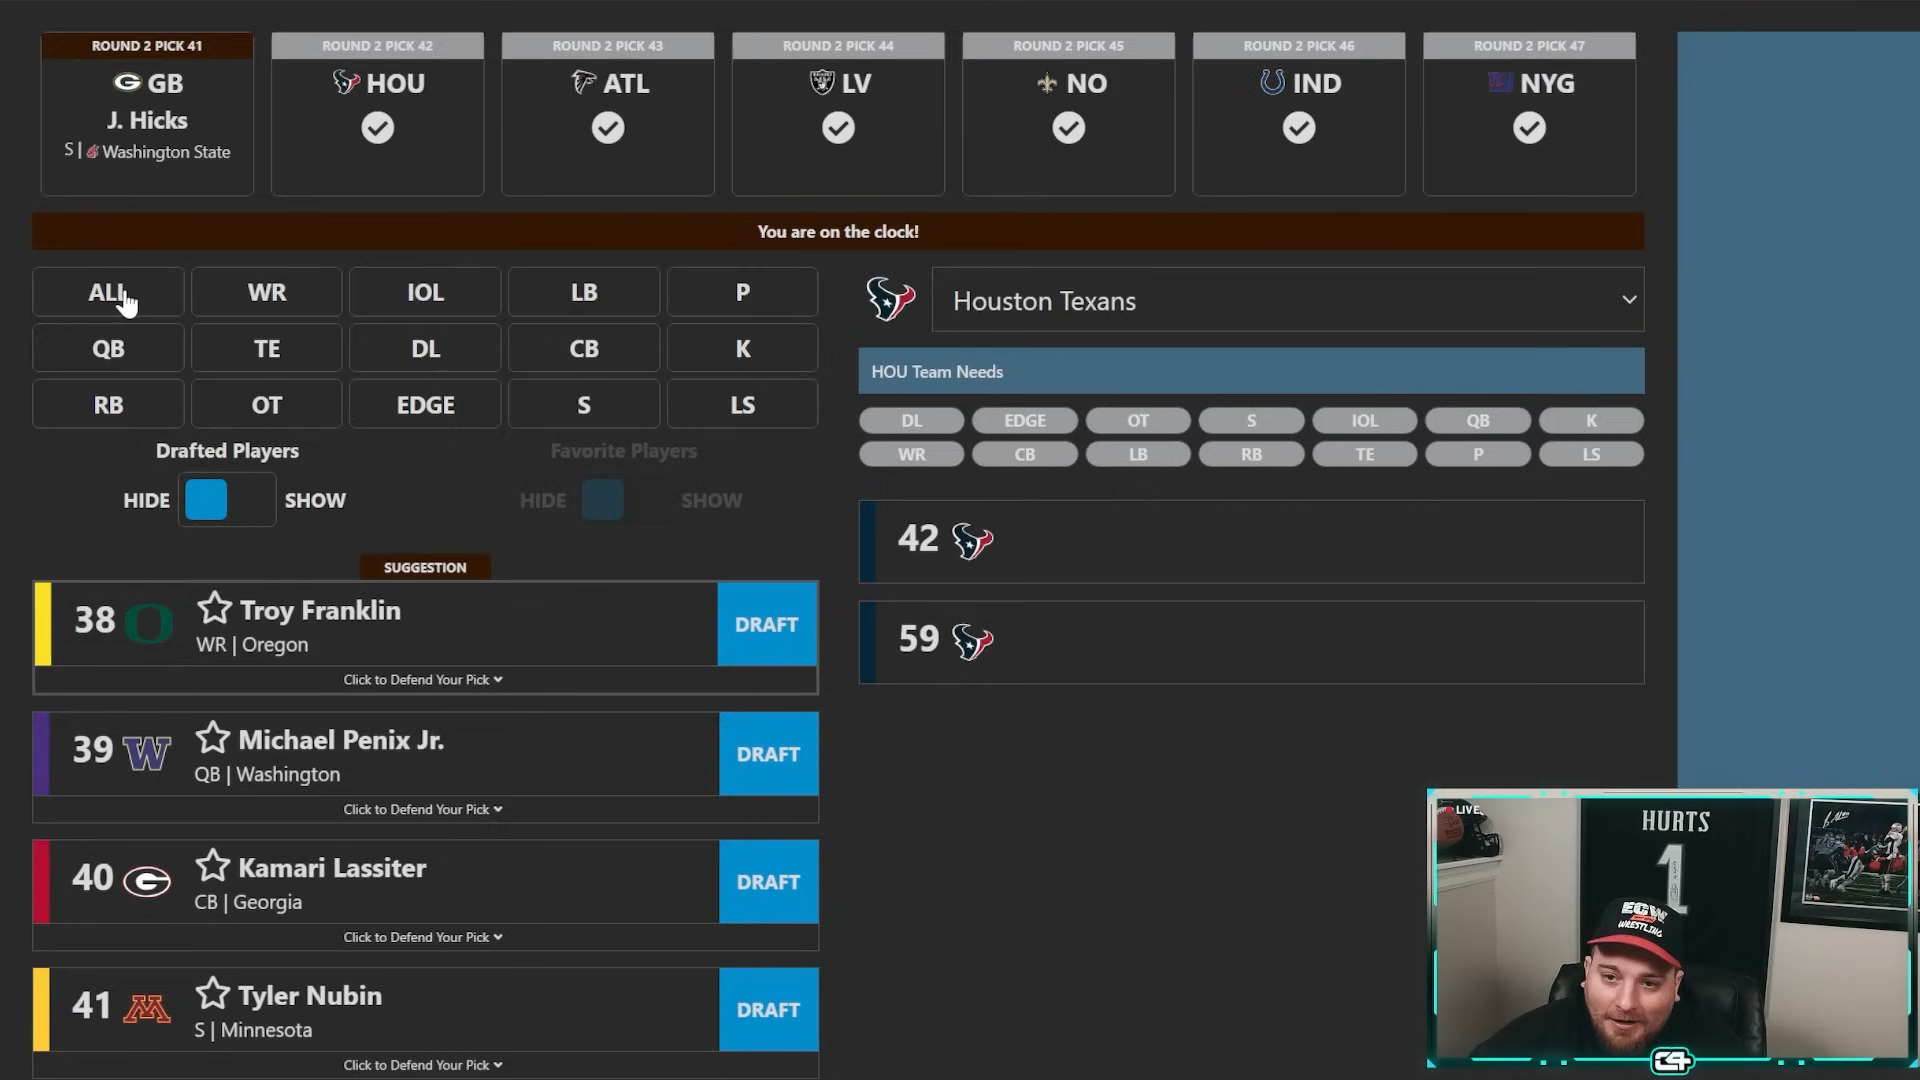 ROUND 2 PICK 41
GB
J. Hicks
S | Washington State
ROUND 2 PICK 42
HOU
ROUND 2 PICK 43
ATL
ROUND 2 PICK 44
LV
ROUND 2 PICK 45
NO
ROUND 2 PICK 46
IND
ROUND 2 PICK 47
NYG
You are on the clock!
ALL WR IOL LB P
QB TE DL CB K
RB OT EDGE S LS
Drafted Players
HIDE SHOW
Favorite Players
HIDE SHOW
SUGGESTION
38 Troy Franklin
WR | Oregon
DRAFT
Click to Defend Your Pick
39 W Michael Penix Jr.
QB | Washington
DRAFT
Click to Defend Your Pick
40 G Kamari Lassiter
CB | Georgia
DRAFT
Click to Defend Your Pick
41 M Tyler Nubin
S | Minnesota
DRAFT
Click to Defend Your Pick
Houston Texans
HOU Team Needs
DL EDGE OT S IOL QB K
WR CB LB RB TE P LS
42
59
LIVE
HURTS
1
ECW
WRESTLING